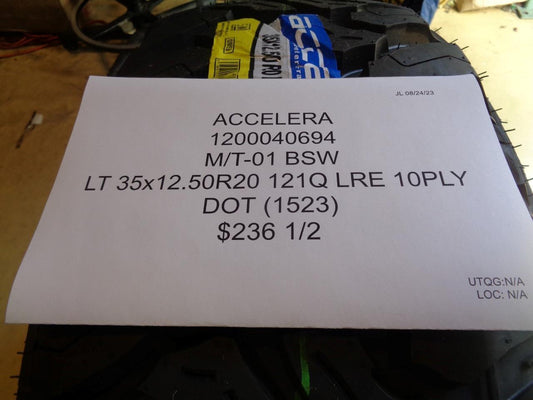 JL 08/24/23
ACCELERA
1200040694
M/T-01 BSW
LT 35x12.50R20 121Q LRE 10PLY
DOT (1523)
$236 1/2
UTQG:N/A
LOC: N/A